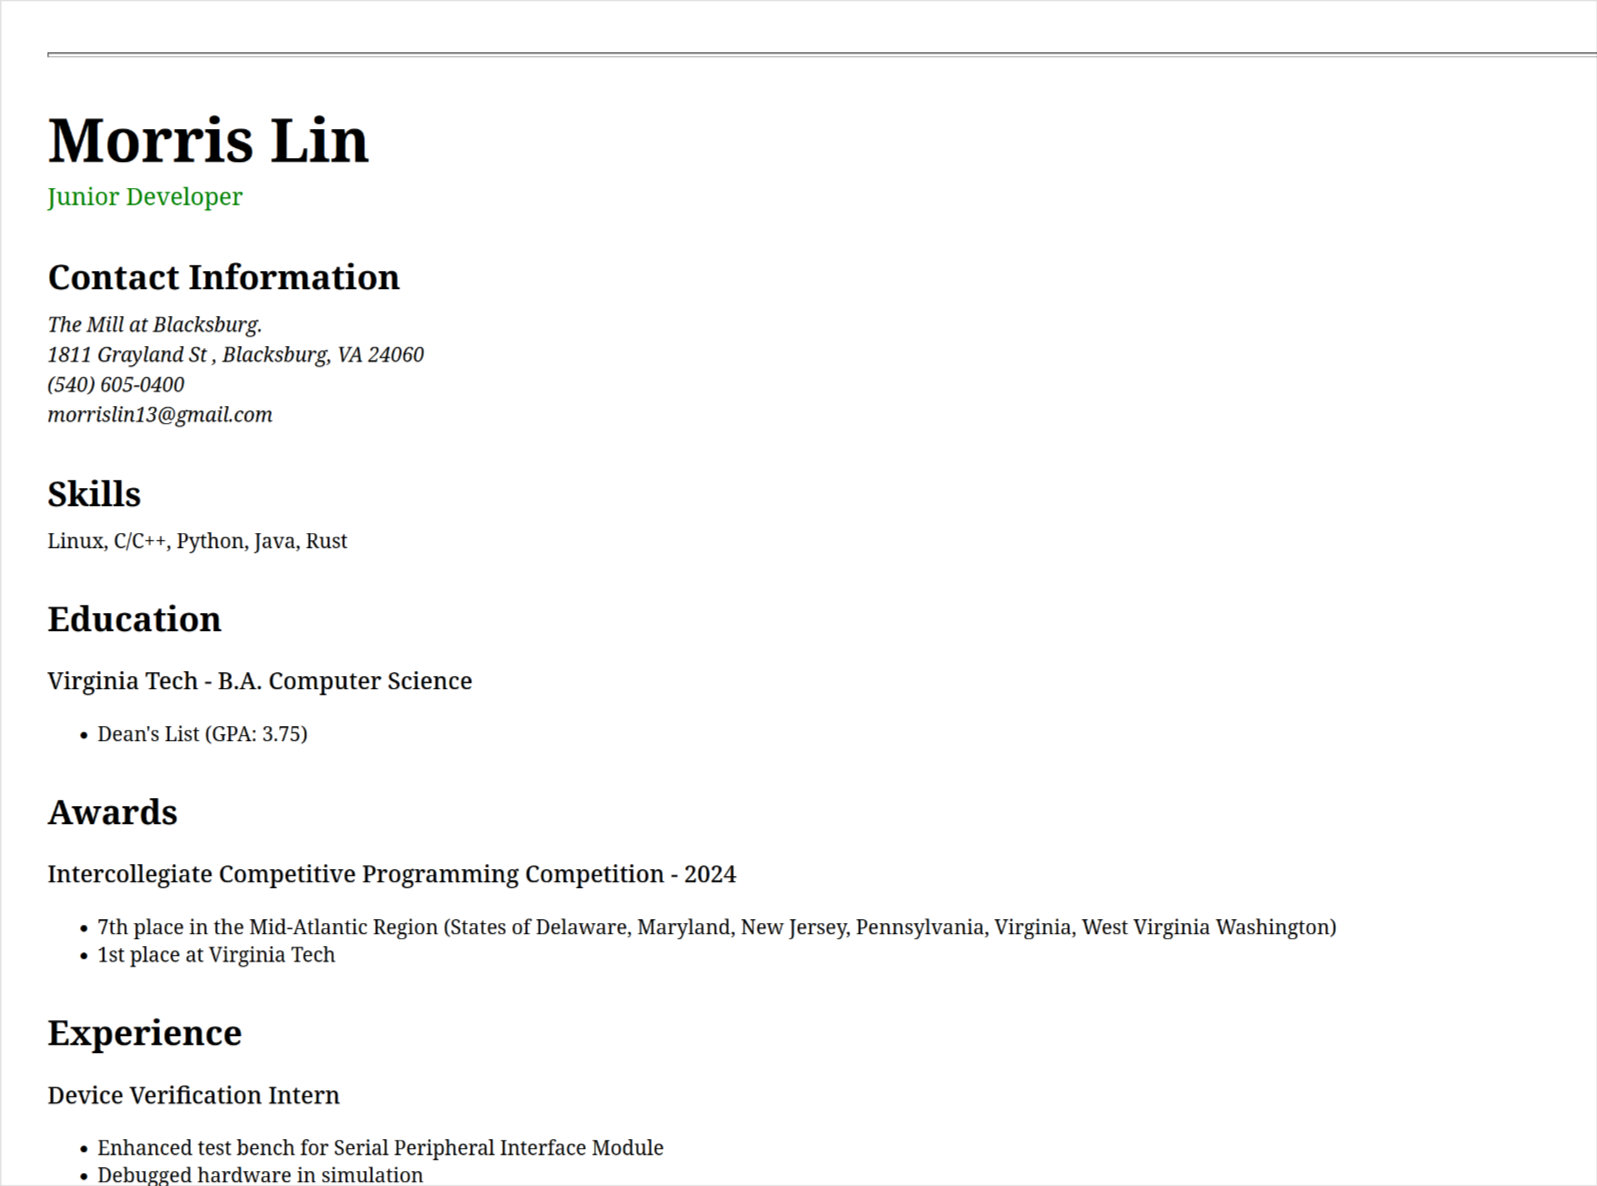 Morris Lin
Junior Developer
Contact Information
The Mill at Blacksburg.
1811 Grayland St , Blacksburg, VA 24060
(540) 605-0400
morrislin13@gmail.com
Skills
Linux, C/C++, Python, Java, Rust
Education
Virginia Tech - B.A. Computer Science
• Dean's List (GPA: 3.75)
Awards
Intercollegiate Competitive Programming Competition - 2024
• 7th place in the Mid-Atlantic Region (States of Delaware, Maryland, New Jersey, Pennsylvania, Virginia, West Virginia Washington)
• 1st place at Virginia Tech
Experience
Device Verification Intern
• Enhanced test bench for Serial Peripheral Interface Module
• Debugged hardware in simulation